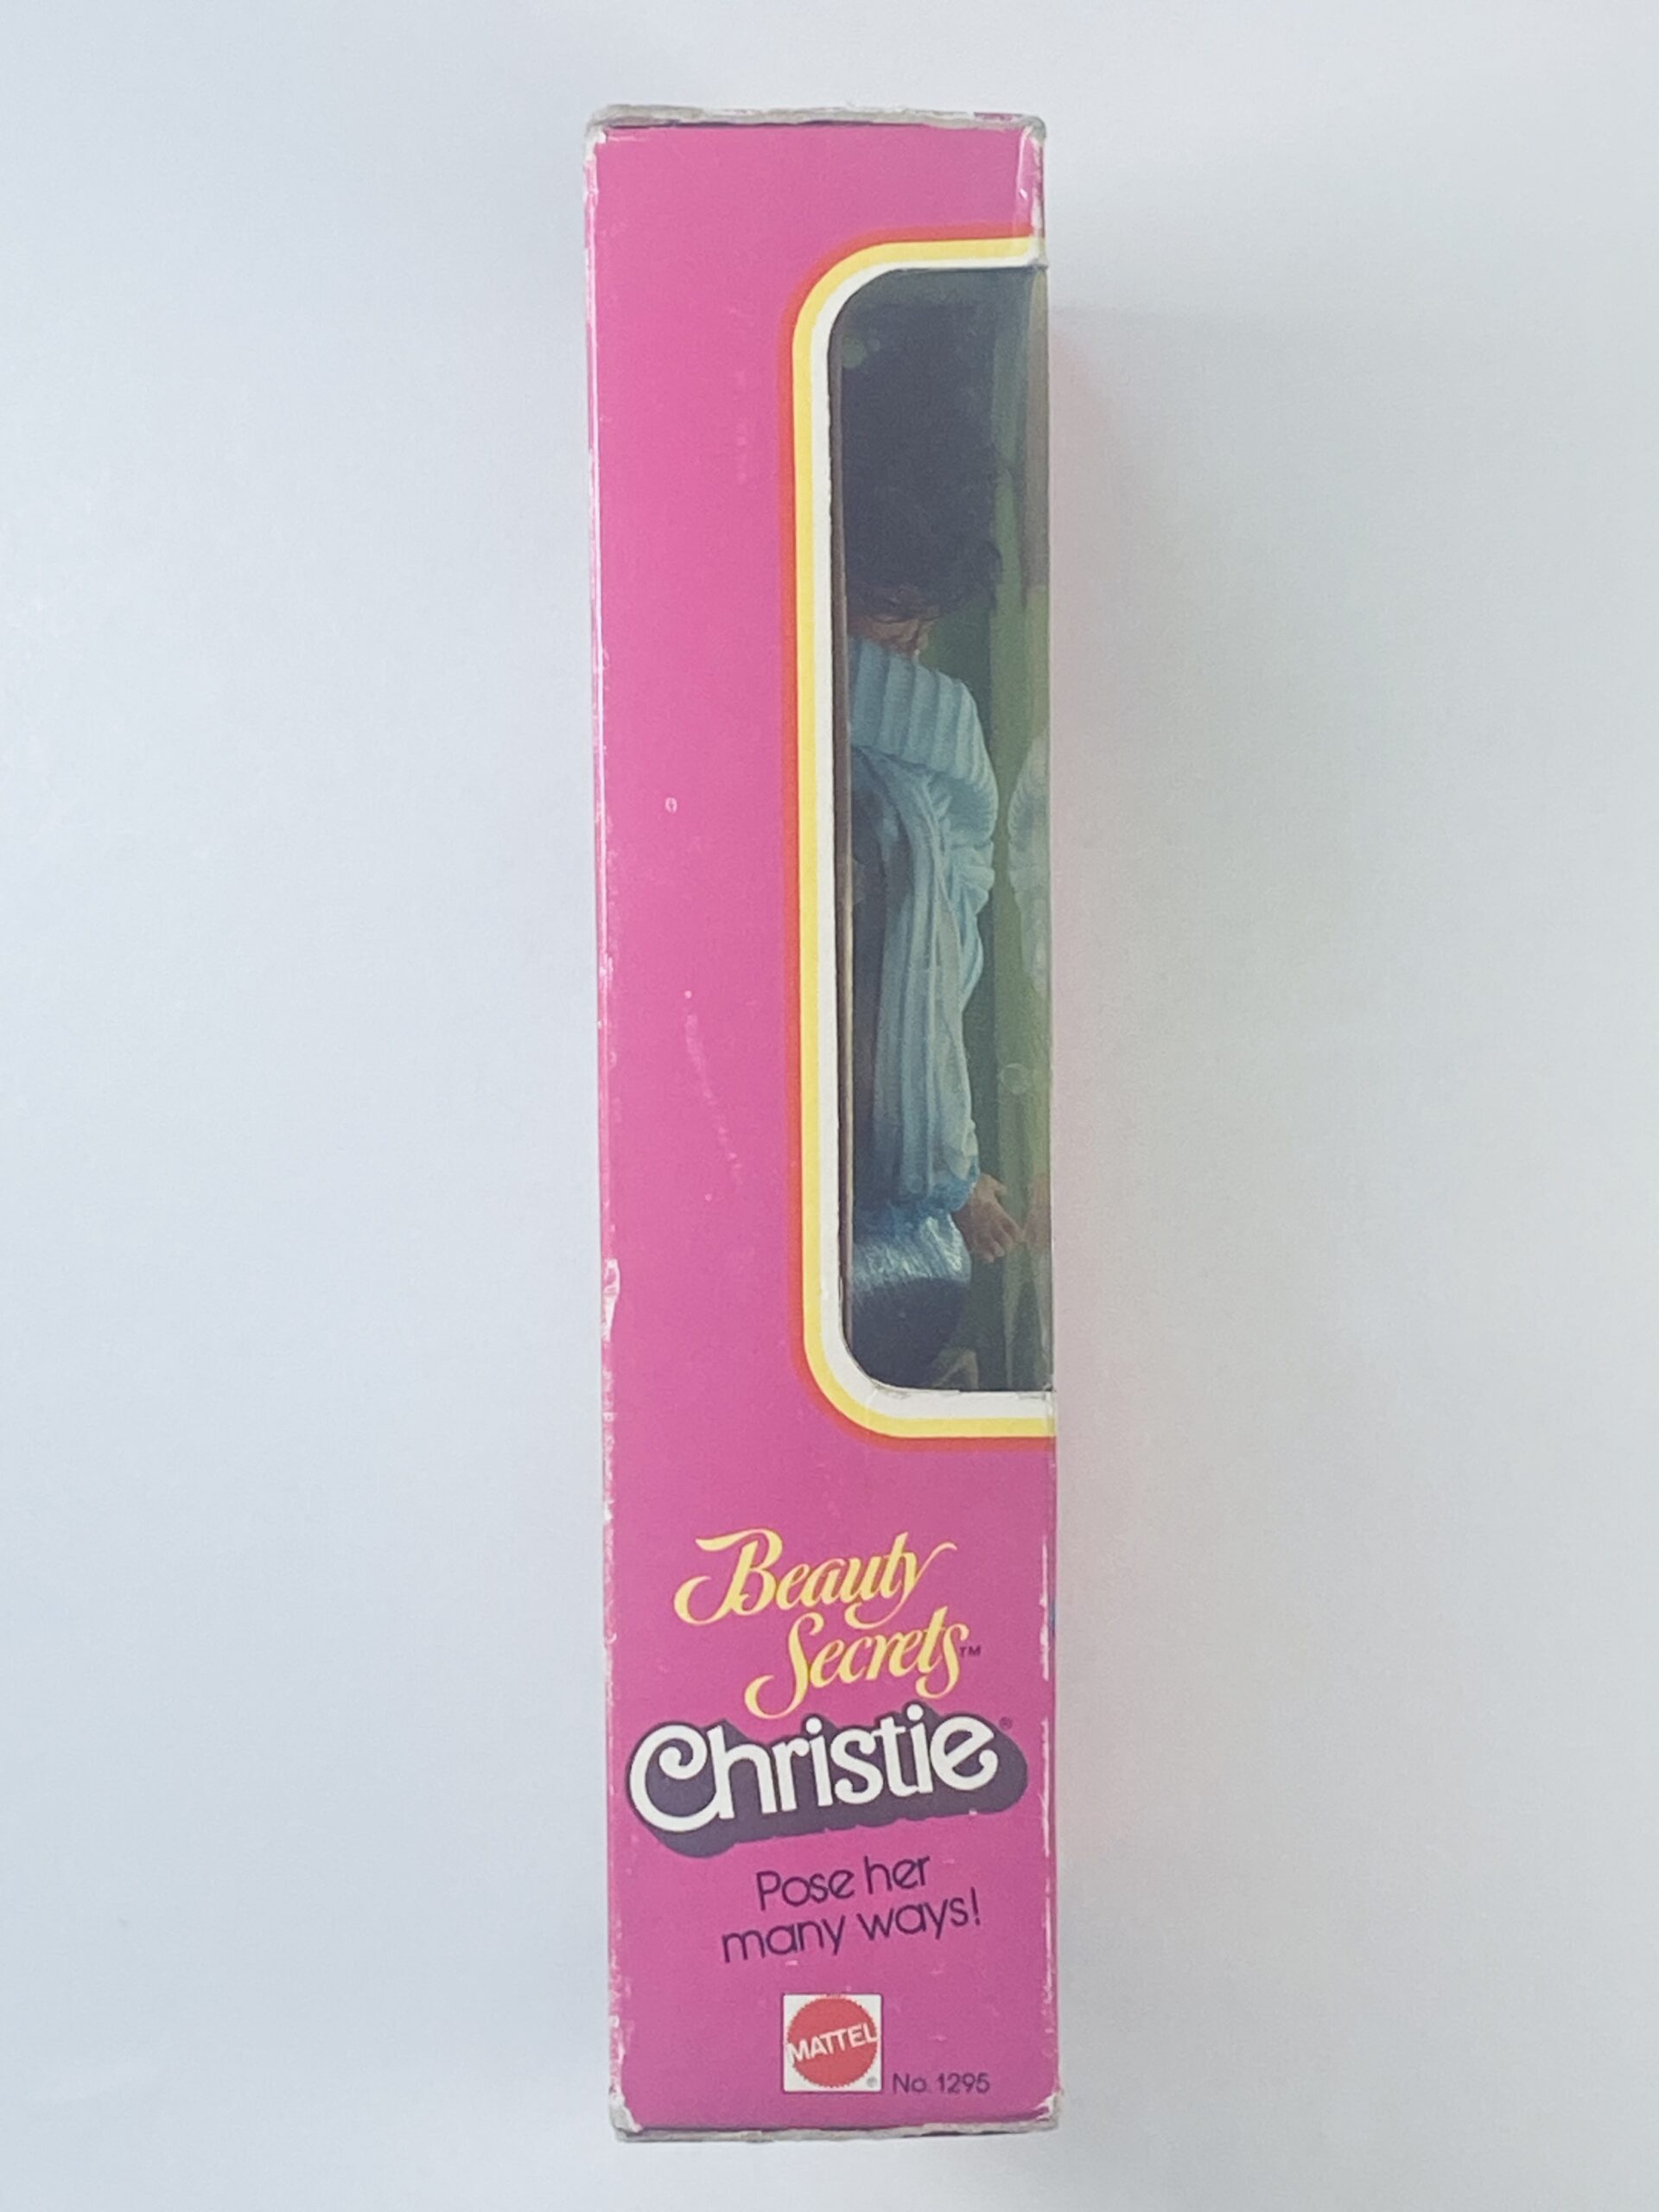 Beauty
Secrets™
Christie®
Pose her
many ways!
MATTEL®
No. 1295